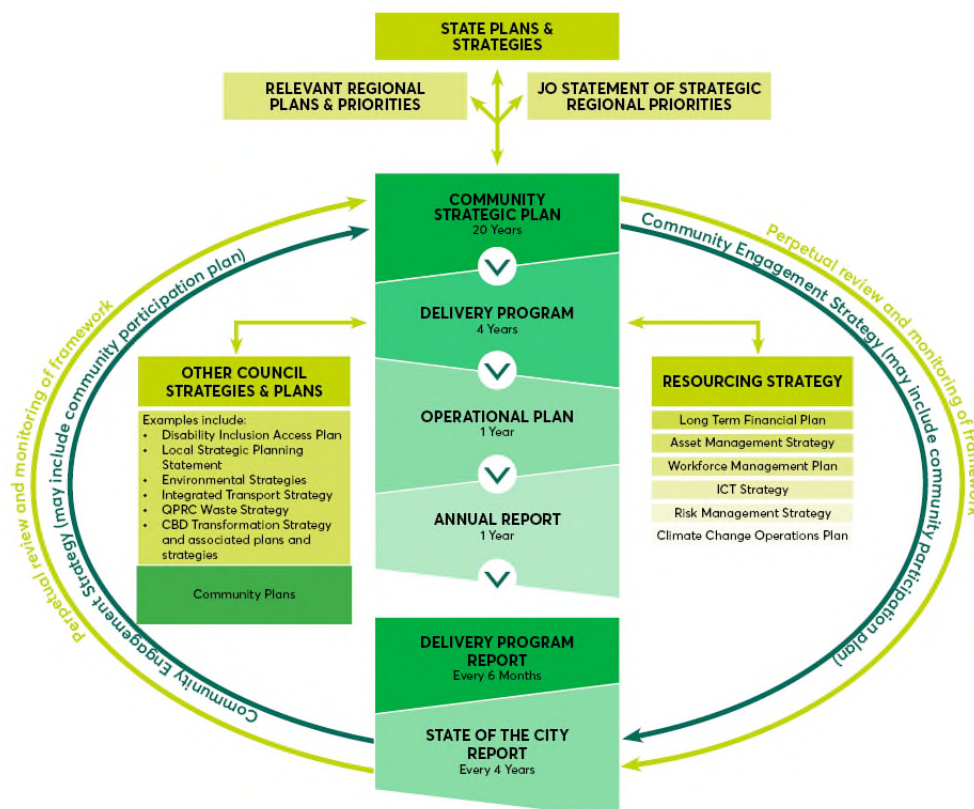 STATE PLANS &
STRATEGIES
RELEVANT REGIONAL
PLANS & PRIORITIES
JO STATEMENT OF STRATEGIC
REGIONAL PRIORITIES
COMMUNITY
STRATEGIC PLAN
20 Years
DELIVERY PROGRAM
4 Years
OPERATIONAL PLAN
1 Year
ANNUAL REPORT
1 Year
DELIVERY PROGRAM
REPORT
Every 6 Months
STATE OF THE CITY
REPORT
Every 4 Years
OTHER COUNCIL
STRATEGIES & PLANS
Examples include:
• Disability Inclusion Access Plan
• Local Strategic Planning
Statement
• Environmental Strategies
• Integrated Transport Strategy
• QPRC Waste Strategy
• CBD Transformation Strategy
and associated plans and
strategies
Community Plans
RESOURCING STRATEGY
Long Term Financial Plan
Asset Management Strategy
Workforce Management Plan
ICT Strategy
Risk Management Strategy
Climate Change Operations Plan
Perpetual review and monitoring of framework
Community Engagement Strategy (may include community participation plan)
Perpetual review and monitoring of framework
Community Engagement Strategy (may include community participation plan)